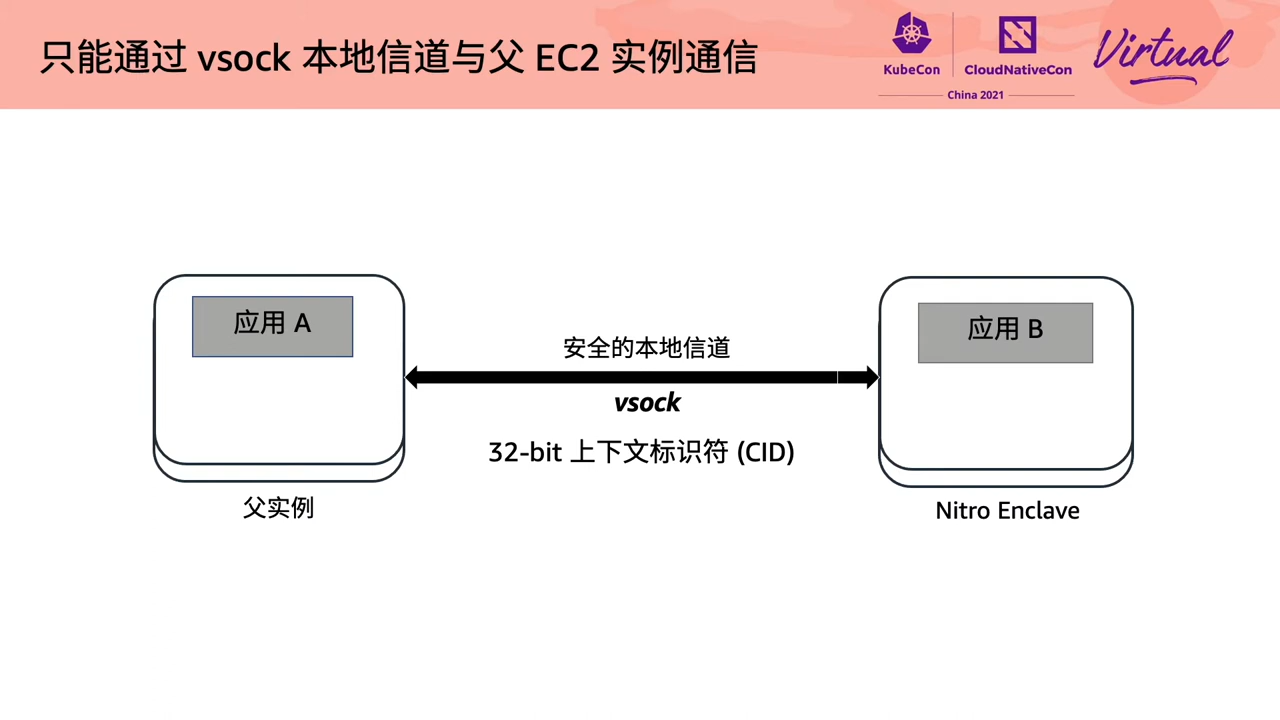 只能通过 vsock 本地信道与父 EC2 实例通信
KubeCon
CloudNativeCon
China 2021
Virtual
应用 A
应用 B
安全的本地信道
vsock
32-bit 上下文标识符 (CID)
父实例
Nitro Enclave